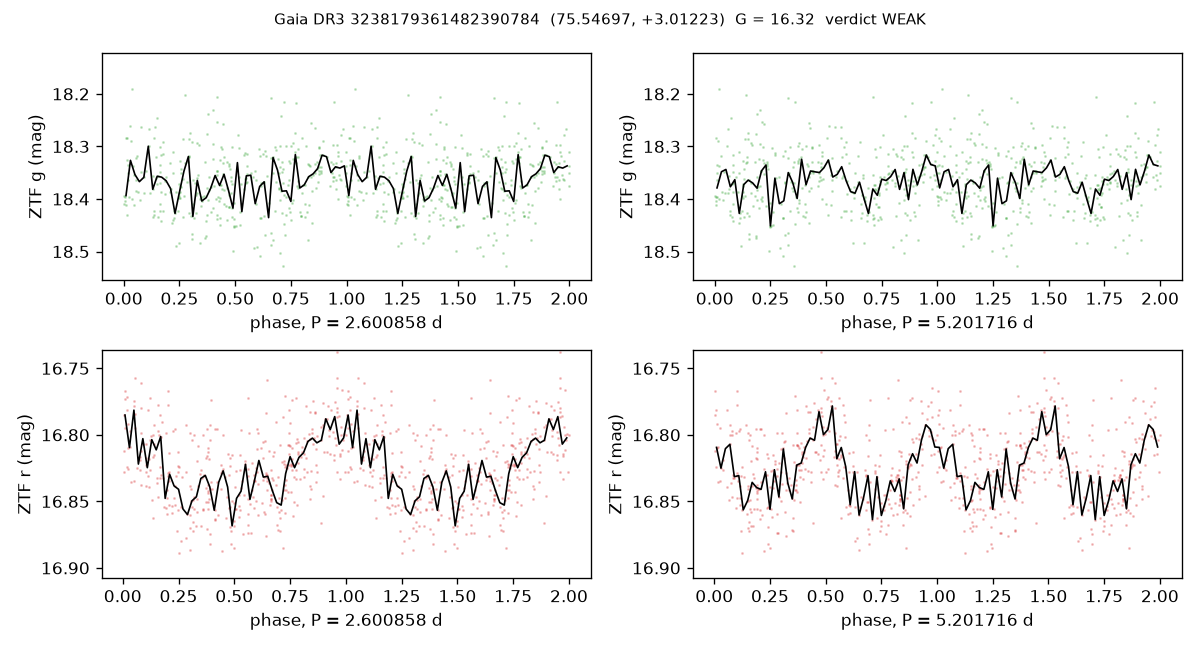 Gaia DR3 3238179361482390784  (75.54697, +3.01223)  G = 16.32  verdict WEAK
ZTF g (mag)
18.2
18.3
18.4
18.5
0.00 0.25 0.50 0.75 1.00 1.25 1.50 1.75 2.00
phase, P = 2.600858 d
ZTF g (mag)
18.2
18.3
18.4
18.5
0.00 0.25 0.50 0.75 1.00 1.25 1.50 1.75 2.00
phase, P = 5.201716 d
ZTF r (mag)
16.75
16.80
16.85
16.90
0.00 0.25 0.50 0.75 1.00 1.25 1.50 1.75 2.00
phase, P = 2.600858 d
ZTF r (mag)
16.75
16.80
16.85
16.90
0.00 0.25 0.50 0.75 1.00 1.25 1.50 1.75 2.00
phase, P = 5.201716 d